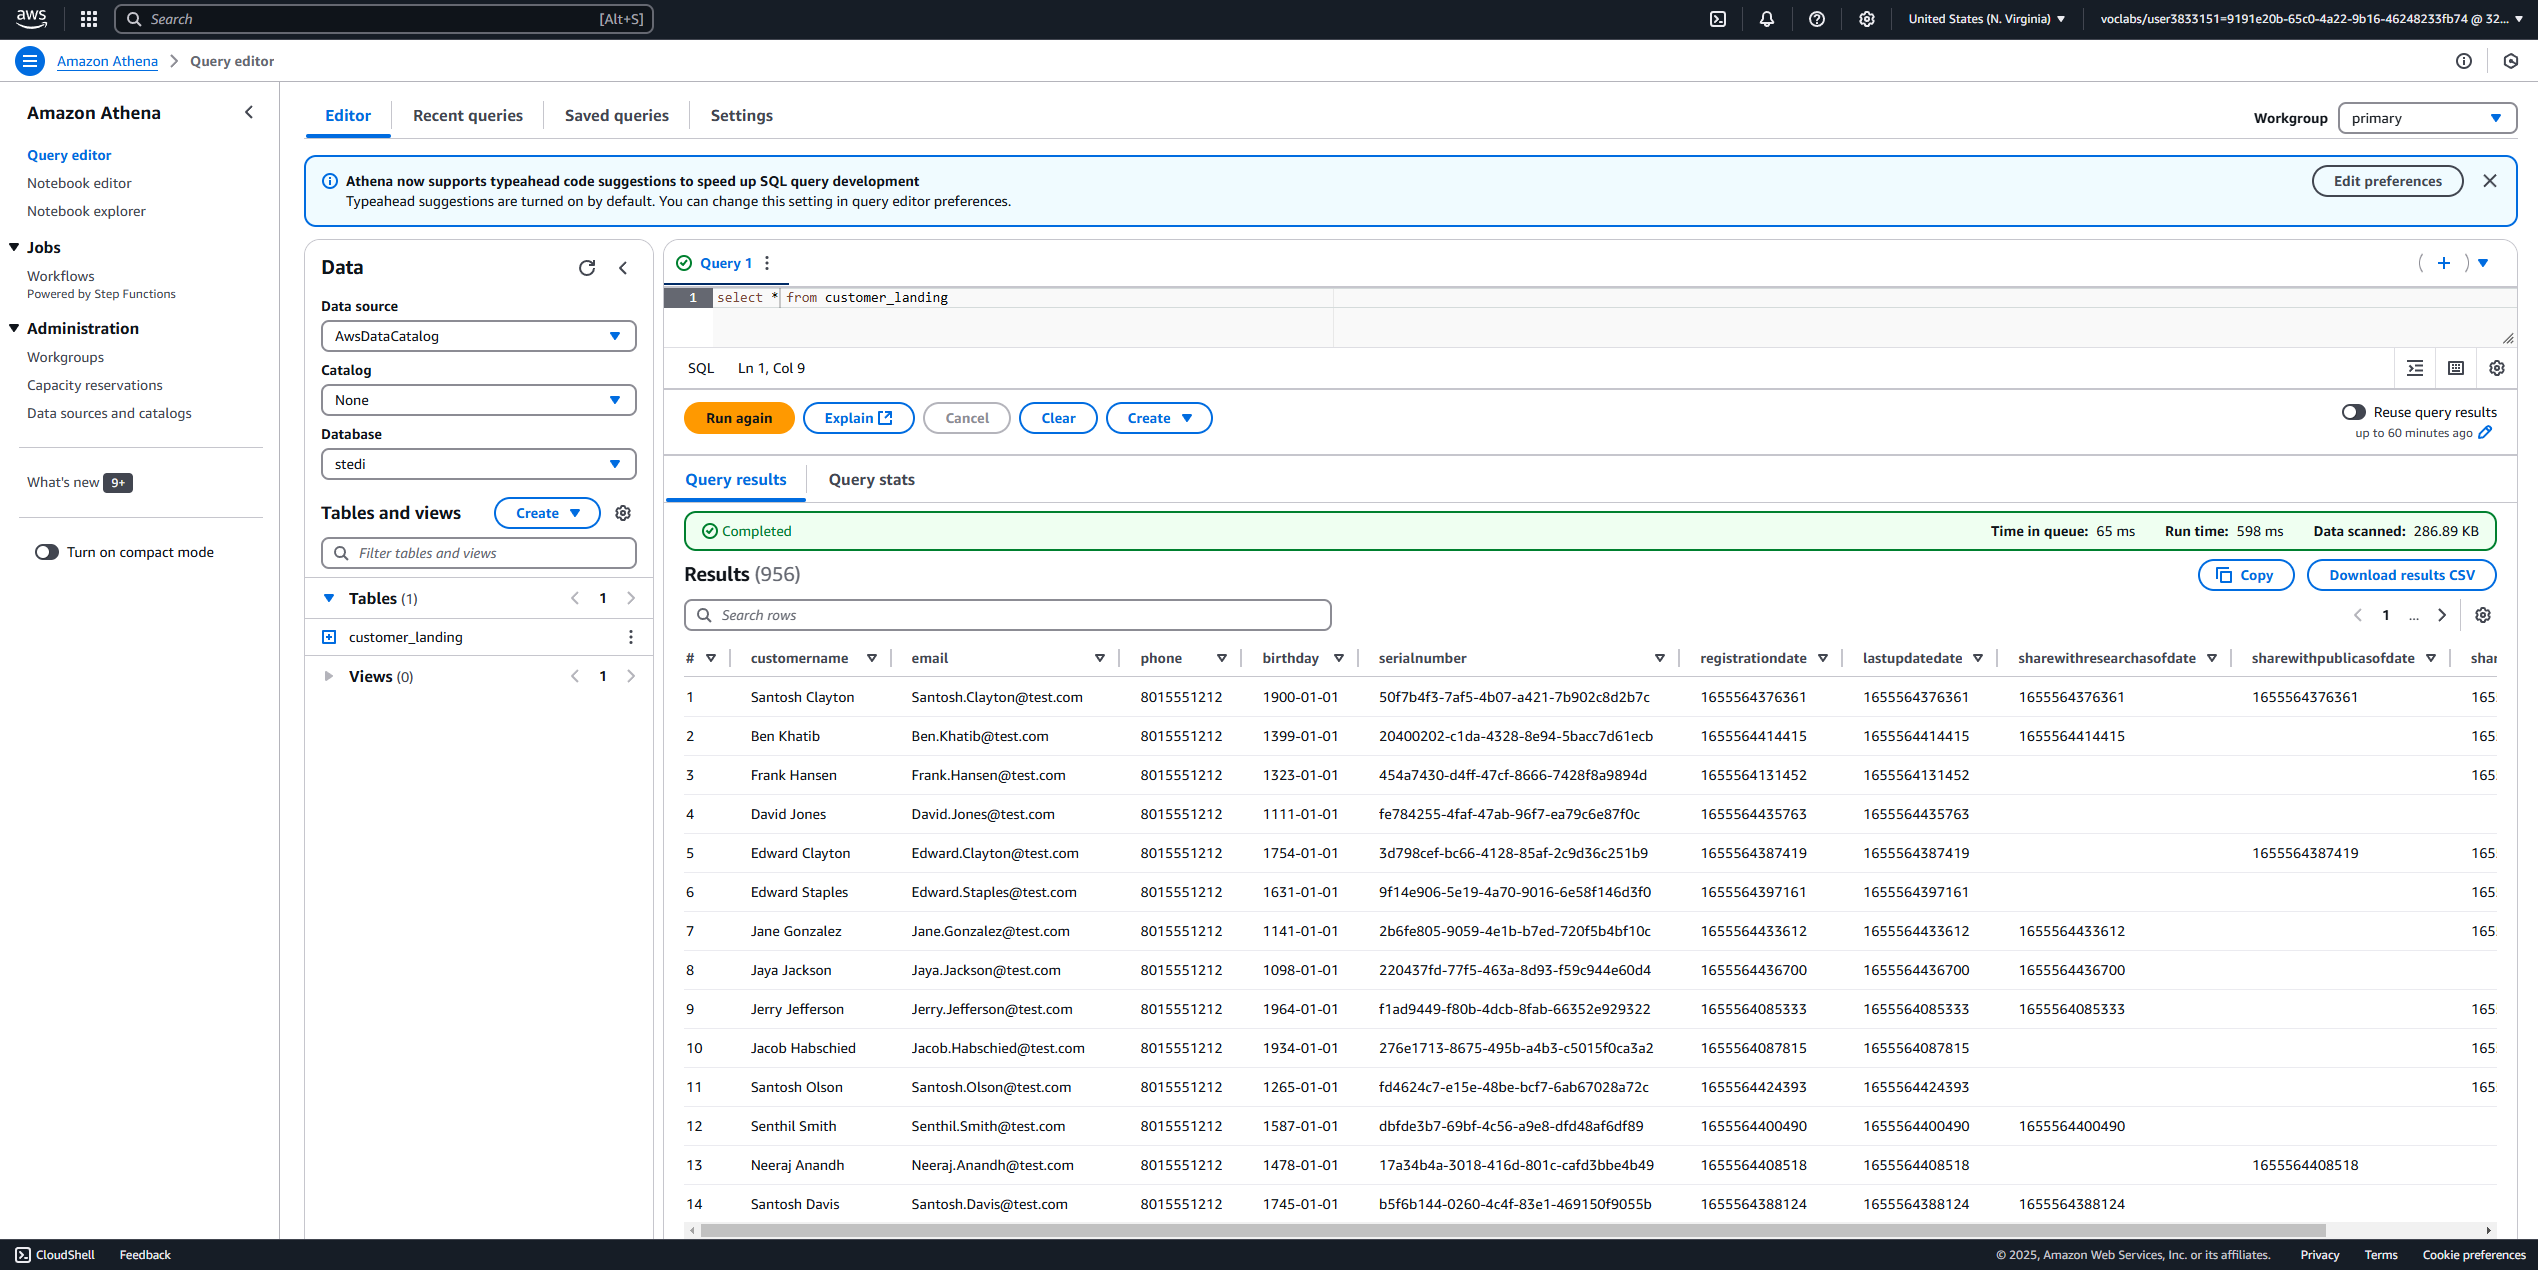 aws
Search
[Alt+S]
United States (N. Virginia)
voclabs/user3833151=9191e20b-65c0-4a22-9b16-46248233fb74 @ 32...
Amazon Athena
Query editor
Amazon Athena
Query editor
Notebook editor
Notebook explorer
Jobs
Workflows
Powered by Step Functions
Administration
Workgroups
Capacity reservations
Data sources and catalogs
What's new 9+
Turn on compact mode
Editor
Recent queries
Saved queries
Settings
Workgroup
primary
Athena now supports typeahead code suggestions to speed up SQL query development
Typeahead suggestions are turned on by default. You can change this setting in query editor preferences.
Edit preferences
Data
Data source
AwsDataCatalog
Catalog
None
Database
stedi
Tables and views
Create
Filter tables and views
Tables (1)
1
customer_landing
Views (0)
1
Query 1
1 select * from customer_landing
SQL Ln 1, Col 9
Run again
Explain
Cancel
Clear
Create
Reuse query results
up to 60 minutes ago
Query results
Query stats
Completed
Time in queue: 65 ms
Run time: 598 ms
Data scanned: 286.89 KB
Results (956)
Copy
Download results CSV
Search rows
1 ...
# customername email phone birthday serialnumber registrationdate lastupdatedate sharewithresearchasofdate sharewithpublicasofdate shar
1 Santosh Clayton Santosh.Clayton@test.com 8015551212 1900-01-01 50f7b4f3-7af5-4b07-a421-7b902c8d2b7c 1655564376361 1655564376361 1655564376361 1655564376361 165
2 Ben Khatib Ben.Khatib@test.com 8015551212 1399-01-01 20400202-c1da-4328-8e94-5bacc7d61ecb 1655564414415 1655564414415 1655564414415 165
3 Frank Hansen Frank.Hansen@test.com 8015551212 1323-01-01 454a7430-d4ff-47cf-8666-7428f8a9894d 1655564131452 1655564131452 165
4 David Jones David.Jones@test.com 8015551212 1111-01-01 fe784255-4faf-47ab-96f7-ea79c6e87f0c 1655564435763 1655564435763
5 Edward Clayton Edward.Clayton@test.com 8015551212 1754-01-01 3d798cef-bc66-4128-85af-2c9d36c251b9 1655564387419 1655564387419 1655564387419 165
6 Edward Staples Edward.Staples@test.com 8015551212 1631-01-01 9f14e906-5e19-4a70-9016-6e58f146d3f0 1655564397161 1655564397161 165
7 Jane Gonzalez Jane.Gonzalez@test.com 8015551212 1141-01-01 2b6fe805-9059-4e1b-b7ed-720f5b4bf10c 1655564433612 1655564433612 1655564433612 165
8 Jaya Jackson Jaya.Jackson@test.com 8015551212 1098-01-01 220437fd-77f5-463a-8d93-f59c944e60d4 1655564436700 1655564436700 1655564436700
9 Jerry Jefferson Jerry.Jefferson@test.com 8015551212 1964-01-01 f1ad9449-f80b-4dcb-8fab-66352e929322 1655564085333 1655564085333 1655564085333 165
10 Jacob Habschied Jacob.Habschied@test.com 8015551212 1934-01-01 276e1713-8675-495b-a4b3-c5015f0ca3a2 1655564087815 1655564087815 165
11 Santosh Olson Santosh.Olson@test.com 8015551212 1265-01-01 fd4624c7-e15e-48be-bcf7-6ab67028a72c 1655564424393 1655564424393 165
12 Senthil Smith Senthil.Smith@test.com 8015551212 1587-01-01 dbfde3b7-69bf-4c56-a9e8-dfd48af6df89 1655564400490 1655564400490 1655564400490
13 Neeraj Anandh Neeraj.Anandh@test.com 8015551212 1478-01-01 17a34b4a-3018-416d-801c-cafd3bbe4b49 1655564408518 1655564408518 1655564408518
14 Santosh Davis Santosh.Davis@test.com 8015551212 1745-01-01 b5f6b144-0260-4c4f-83e1-469150f9055b 1655564388124 1655564388124 1655564388124
CloudShell
Feedback
© 2025, Amazon Web Services, Inc. or its affiliates.
Privacy
Terms
Cookie preferences